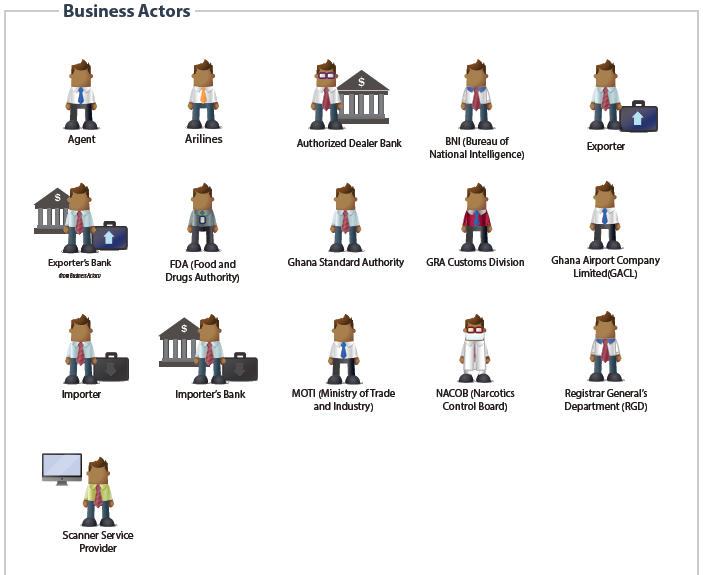 Business Actors
Agent
Arilines
Authorized Dealer Bank
BNI (Bureau of
National Intelligence)
Exporter
Exporter's Bank
(from Business Actors)
FDA (Food and
Drugs Authority)
Ghana Standard Authority
GRA Customs Division
Ghana Airport Company
Limited(GACL)
Importer
Importer's Bank
MOTI (Ministry of Trade
and Industry)
NACOB (Narcotics
Control Board)
Registrar General's
Department (RGD)
Scanner Service
Provider